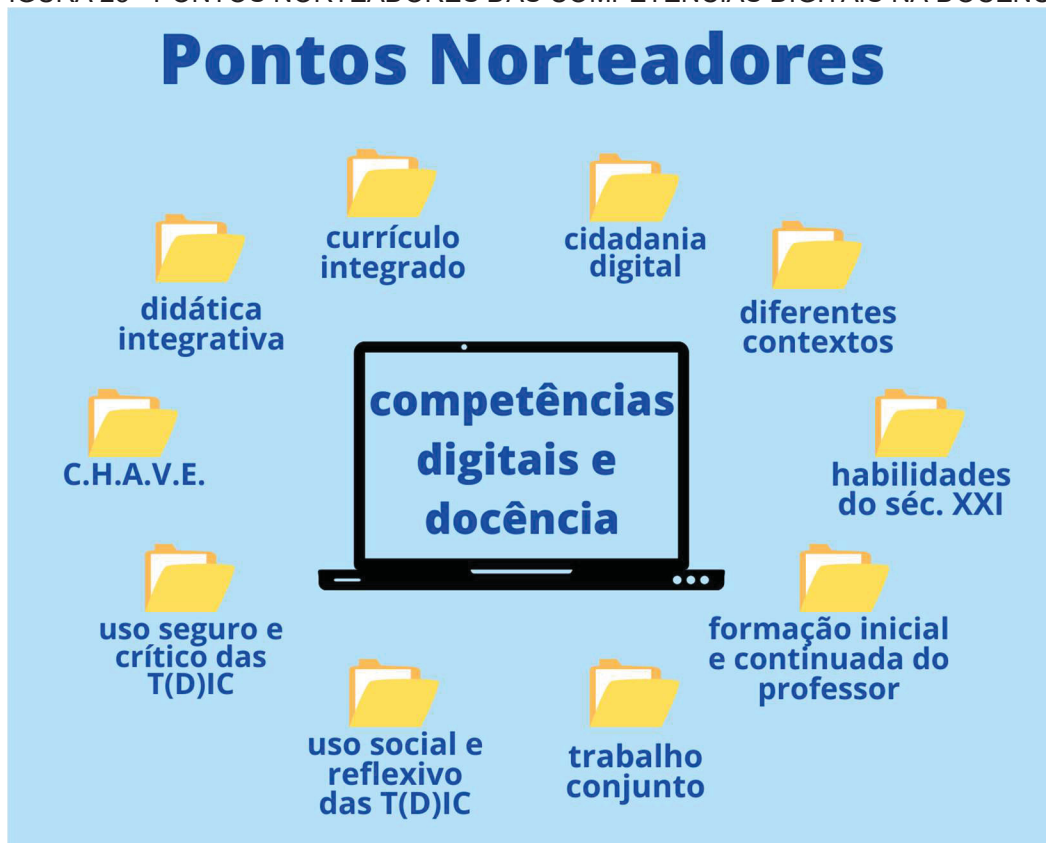 Pontos Norteadores
currículo
integrado
cidadania
digital
didática
integrativa
diferentes
contextos
competências
digitais e
docência
C.H.A.V.E.
habilidades
do séc. XXI
uso seguro e
crítico das
T(D)IC
formação inicial
e continuada do
professor
uso social e
reflexivo
das T(D)IC
trabalho
conjunto